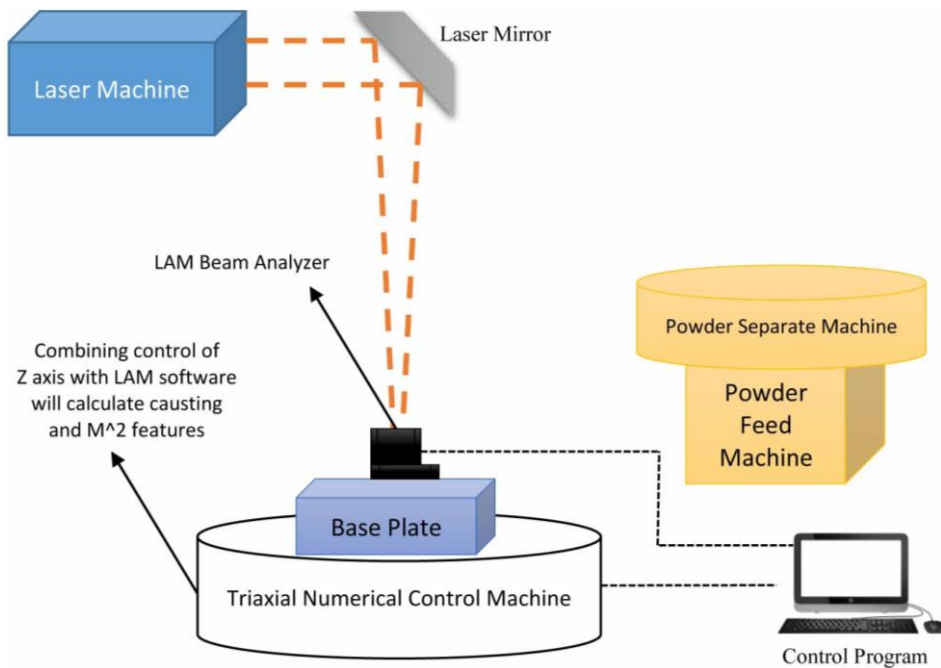 Laser Mirror
Laser Machine
LAM Beam Analyzer
Combining control of
Z axis with LAM software
will calculate causting
and M^2 features
Powder Separate Machine
Powder
Feed
Machine
Base Plate
Triaxial Numerical Control Machine
Control Program